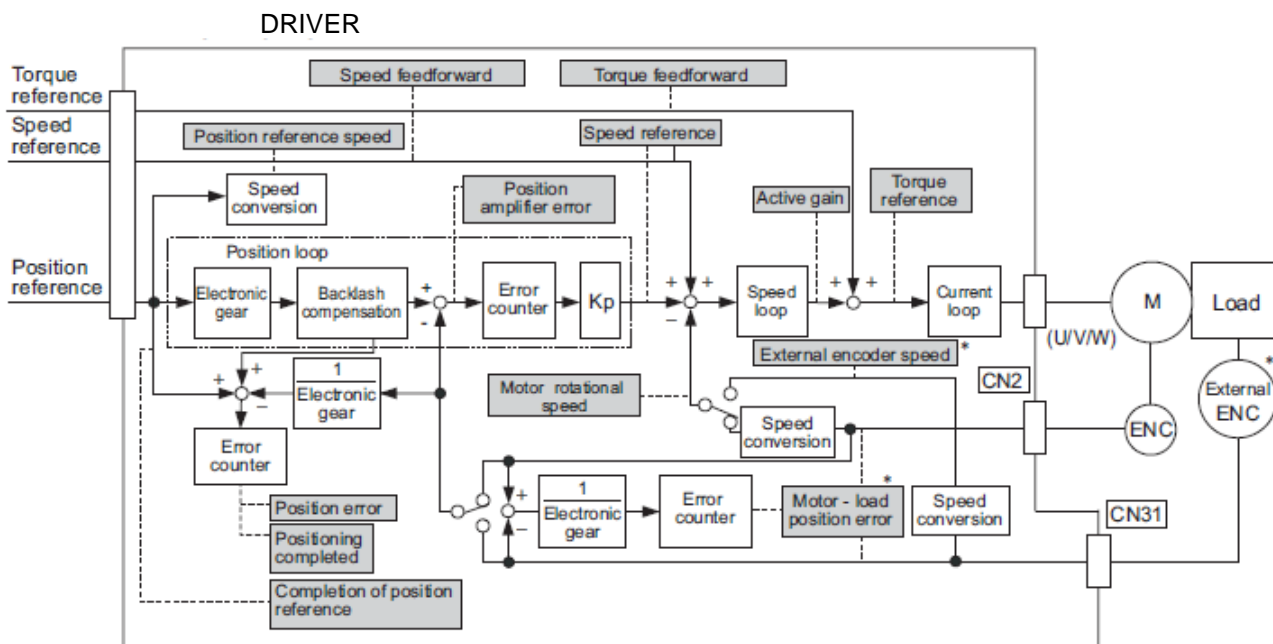 DRIVER
Torque
reference
Speed feedforward
Torque feedforward
Speed
reference
Position reference speed
Speed reference
Speed
conversion
Position
amplifier error
Active gain
Torque
reference
Position loop
Position
reference
Electronic
gear
Backlash
compensation
+
-
Error
counter
Kp
+
+
+
−
Speed
loop
+
+
Current
loop
(U/V/W)
M
Load
External encoder speed
*
CN2
External
ENC
*
+
+
−
1
Electronic
gear
Motor rotational
speed
Speed
conversion
ENC
Error
counter
Position error
Positioning
completed
Completion of position
reference
+
−
1
Electronic
gear
Error
counter
*
Motor - load
position error
Speed
conversion
CN31